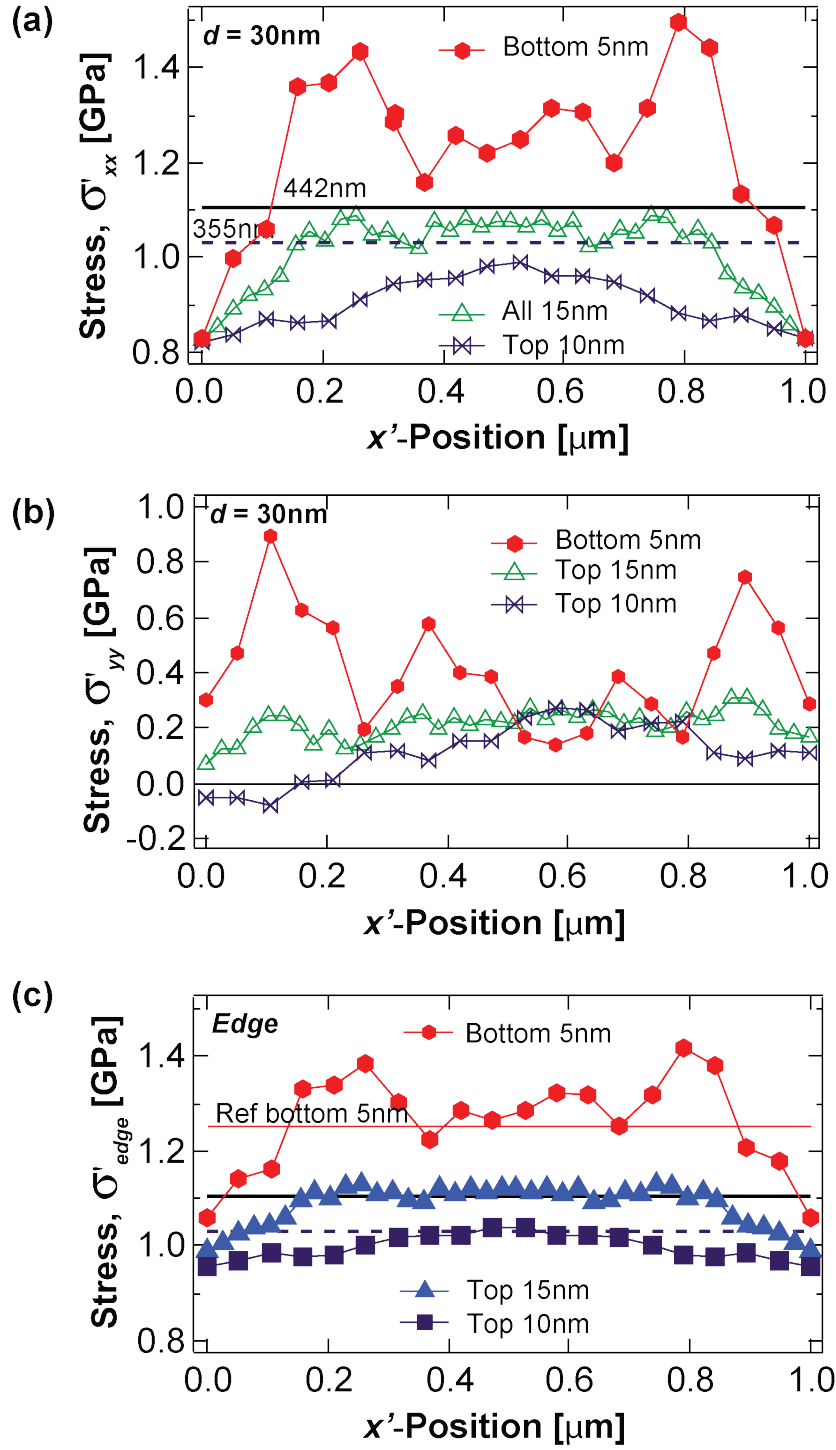 (a)
d = 30nm
Bottom 5nm
442nm
355nm
All 15nm
Top 10nm
Stress, σ'xx [GPa]
1.4
1.2
1.0
0.8
0.0 0.2 0.4 0.6 0.8 1.0
x’-Position [μm]
(b)
d = 30nm
Bottom 5nm
Top 15nm
Top 10nm
Stress, σ'yy [GPa]
1.0
0.8
0.6
0.4
0.2
0.0
-0.2
0.0 0.2 0.4 0.6 0.8 1.0
x’-Position [μm]
(c)
Edge
Bottom 5nm
Ref bottom 5nm
Top 15nm
Top 10nm
Stress, σ'edge [GPa]
1.4
1.2
1.0
0.8
0.0 0.2 0.4 0.6 0.8 1.0
x’-Position [μm]